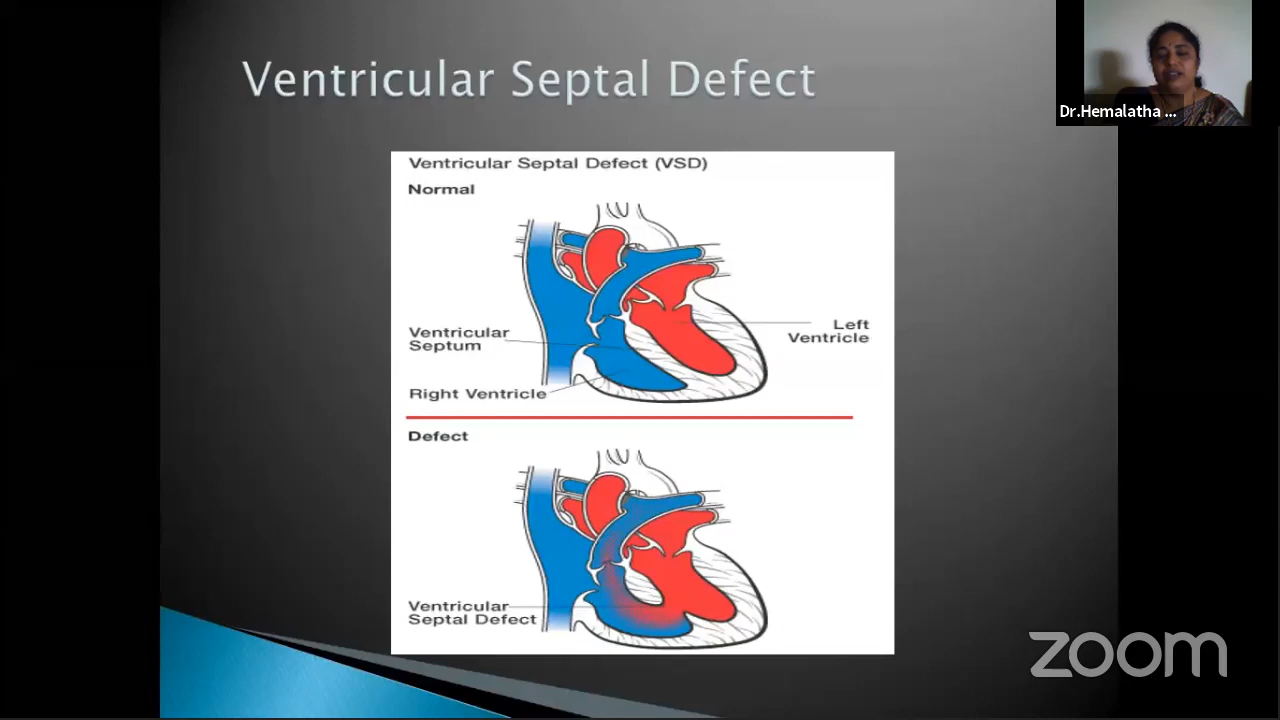 Ventricular Septal Defect
Dr.Hemalatha ...
Ventricular Septal Defect (VSD)
Normal
Ventricular
Septum
Left
Ventricle
Right Ventricle
Defect
Ventricular
Septal Defect
zoom